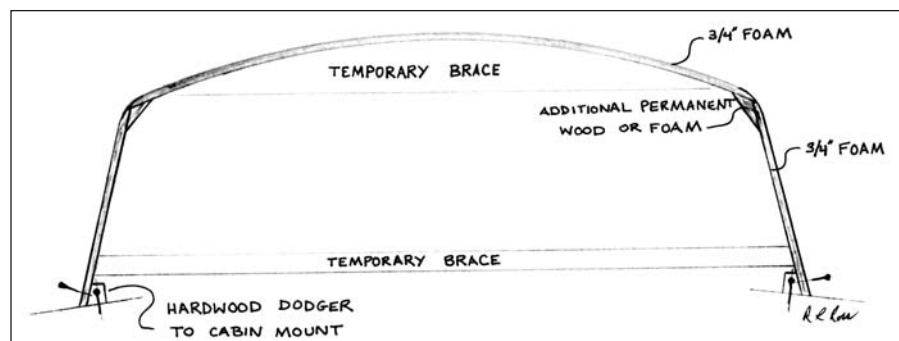 3/4" FOAM
TEMPORARY BRACE
ADDITIONAL PERMANENT
WOOD OR FOAM
3/4" FOAM
TEMPORARY BRACE
HARDWOOD DODGER
TO CABIN MOUNT